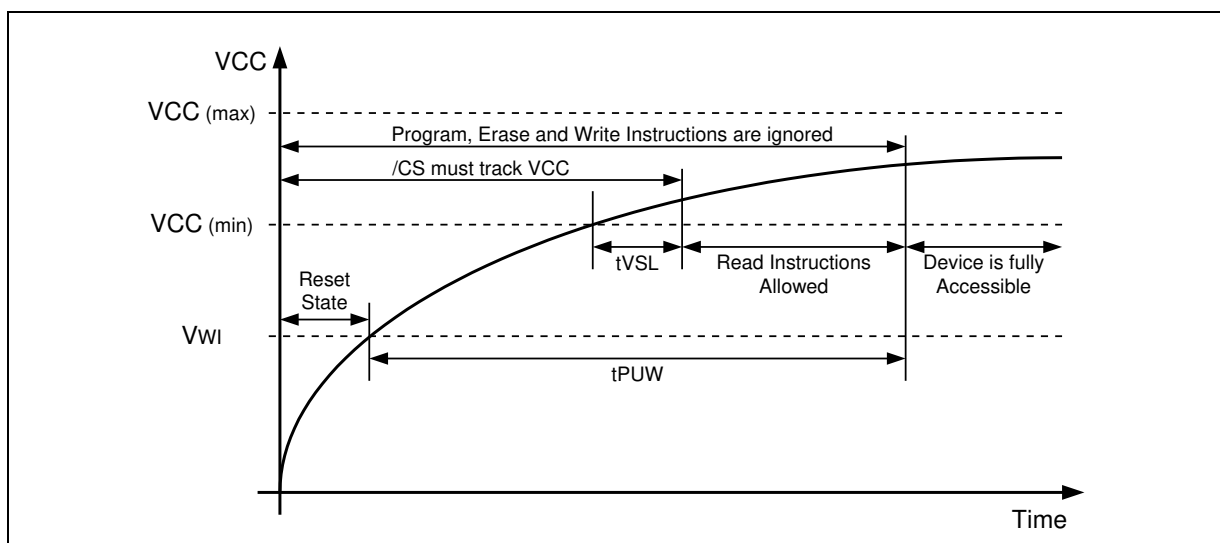 VCC
VCC (max)
Program, Erase and Write Instructions are ignored
/CS must track VCC
VCC (min)
tVSL
Read Instructions
Allowed
Device is fully
Accessible
Reset
State
VWI
tPUW
Time